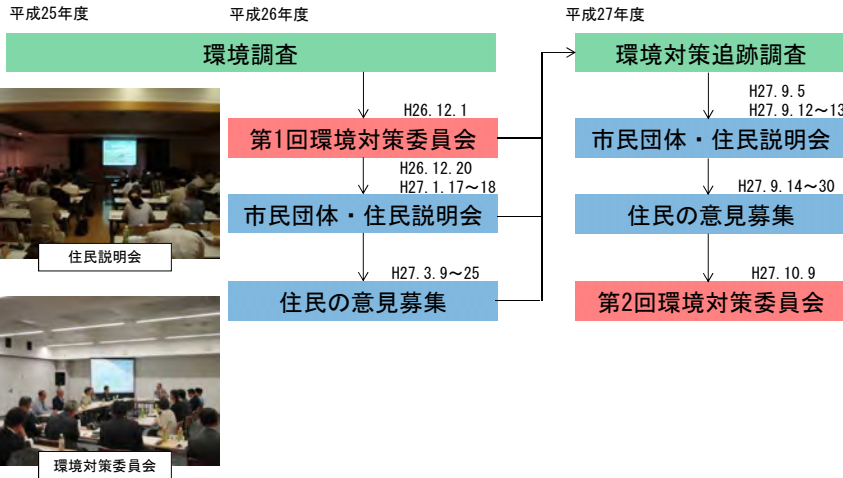 平成25年度
平成26年度
平成27年度
環境調査
環境対策追跡調査
H26.12.1
第1回環境対策委員会
H26.12.20
H27.1.17～18
市民団体・住民説明会
H27.3.9～25
住民の意見募集
H27.9.5
H27.9.12～13
市民団体・住民説明会
H27.9.14～30
住民の意見募集
H27.10.9
第2回環境対策委員会
住民説明会
環境対策委員会